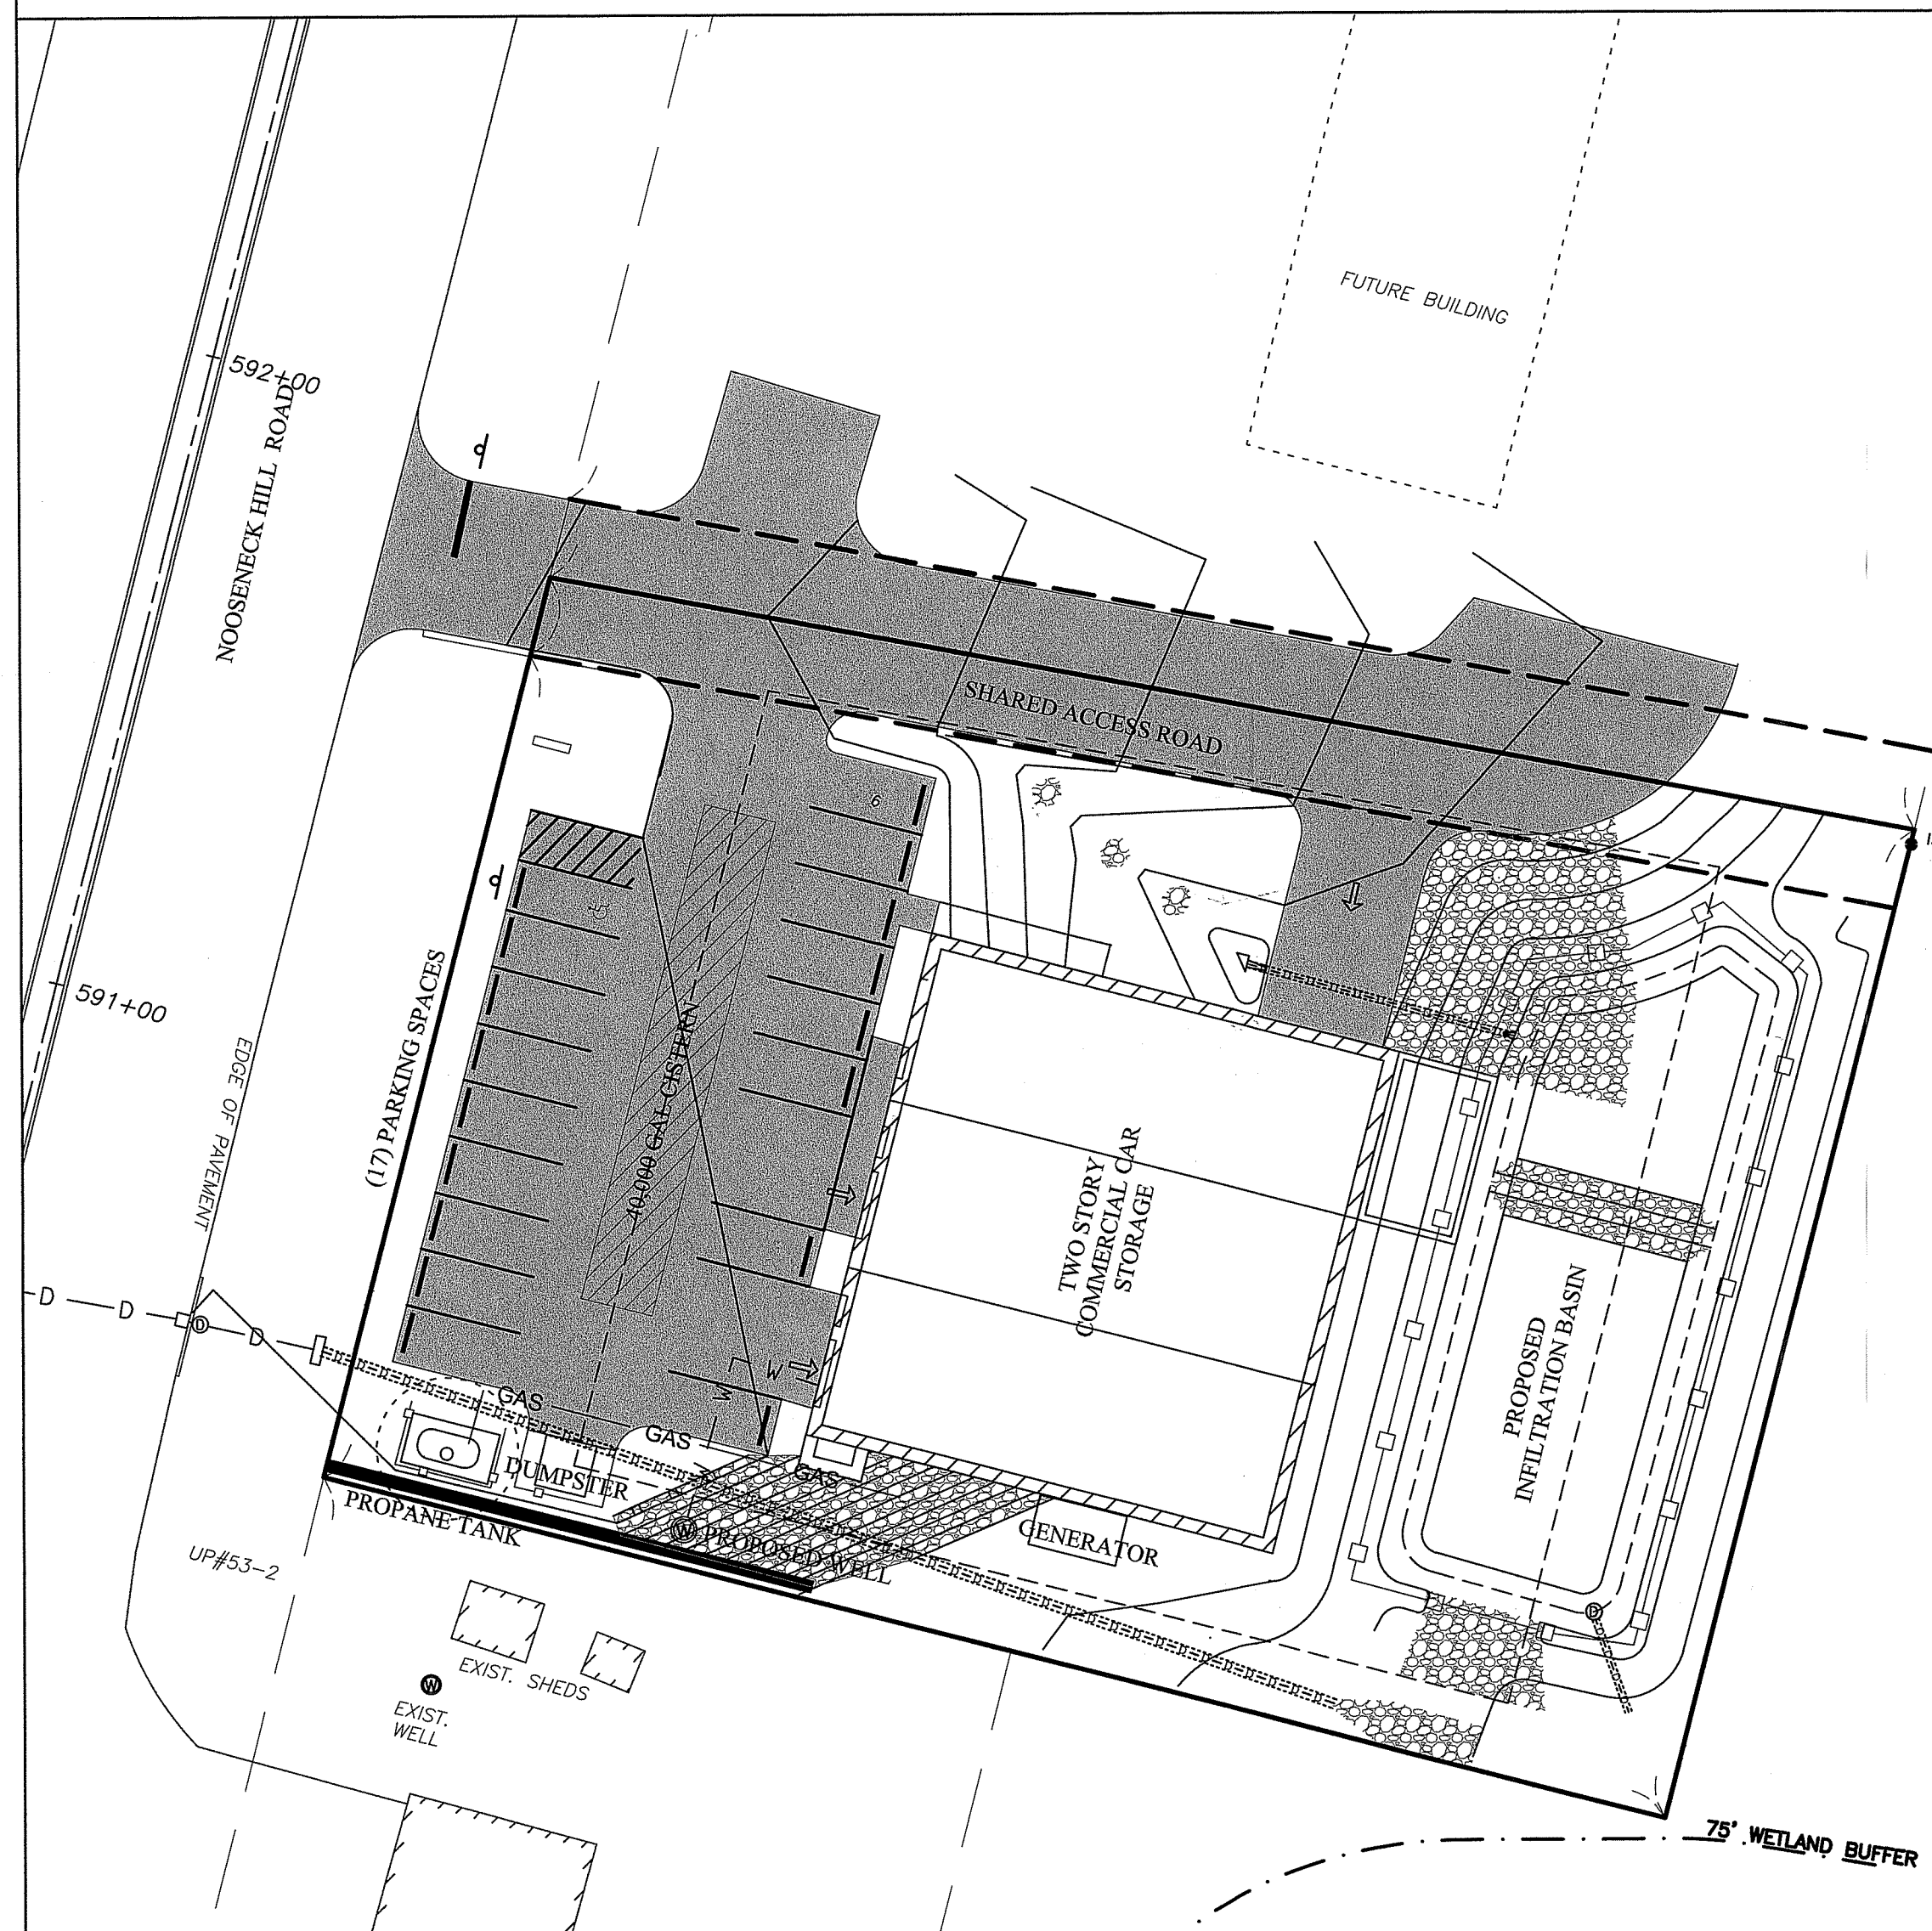 FUTURE BUILDING
592+00
NOOSENECK HILL ROAD
SHARED ACCESS ROAD
6
591+00
(17) PARKING SPACES
EDGE OF PAVEMENT
40,000 GAL CISTERN
TWO STORY
COMMERCIAL CAR
STORAGE
PROPOSED
INFILTRATION BASIN
D
D
D
D
W
W
GAS
GAS
GAS
DUMPSTER
PROPANE TANK
W
PROPOSED WELL
GENERATOR
D
UP#53-2
EXIST. SHEDS
W
EXIST.
WELL
75' WETLAND BUFFER